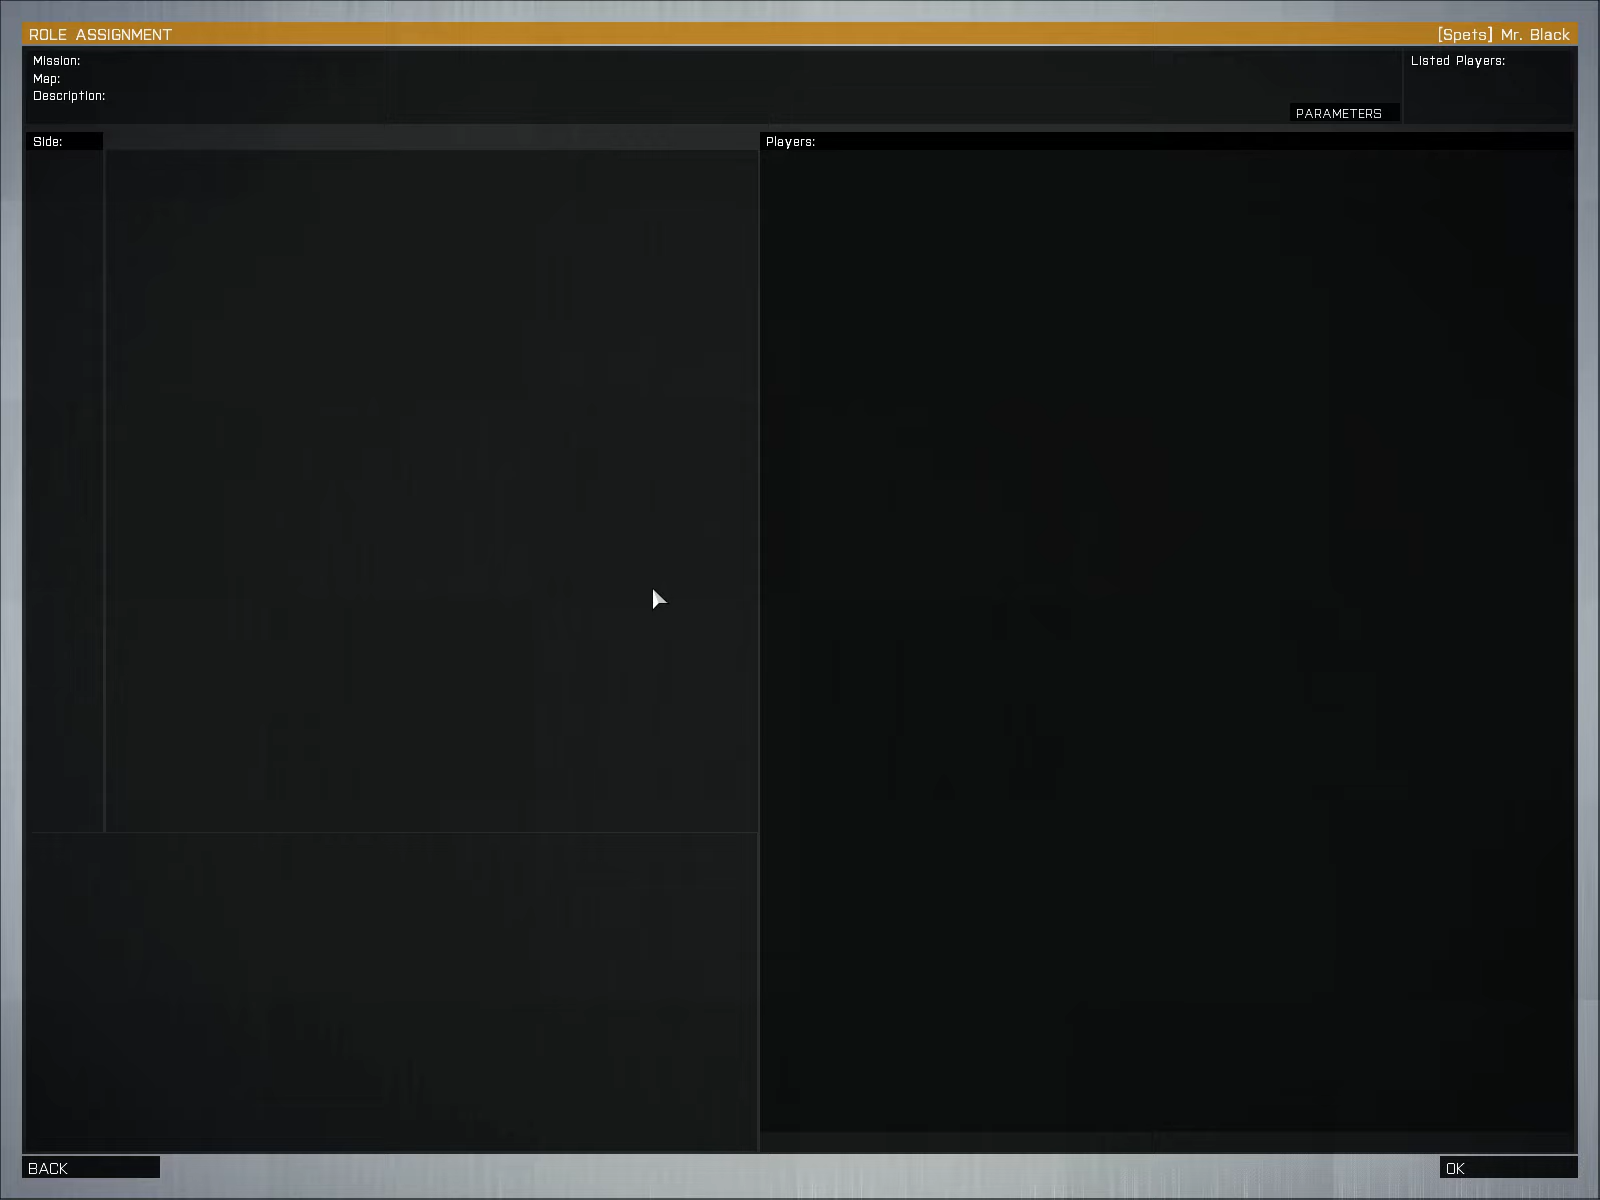 ROLE ASSIGNMENT
[Spets] Mr. Black
Mission:
Map:
Description:
Listed Players:
PARAMETERS
Side:
Players:
BACK
OK